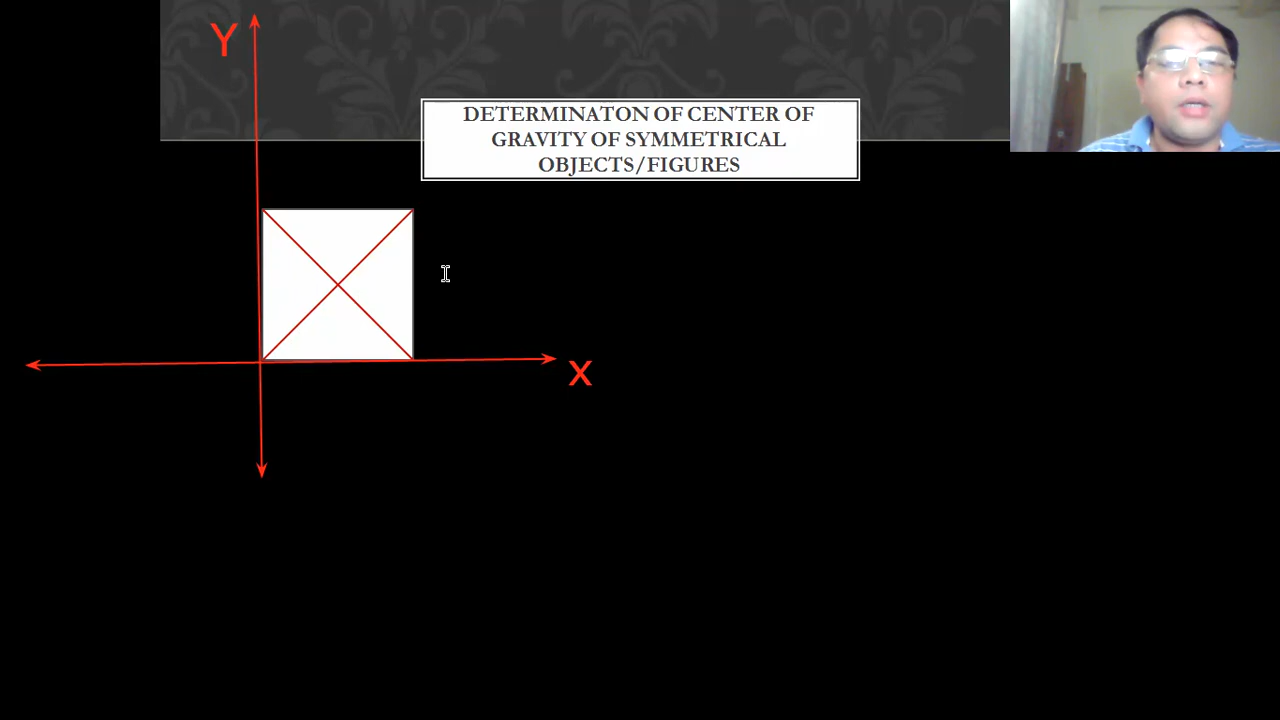 Y
DETERMINATON OF CENTER OF
GRAVITY OF SYMMETRICAL
OBJECTS/FIGURES
X